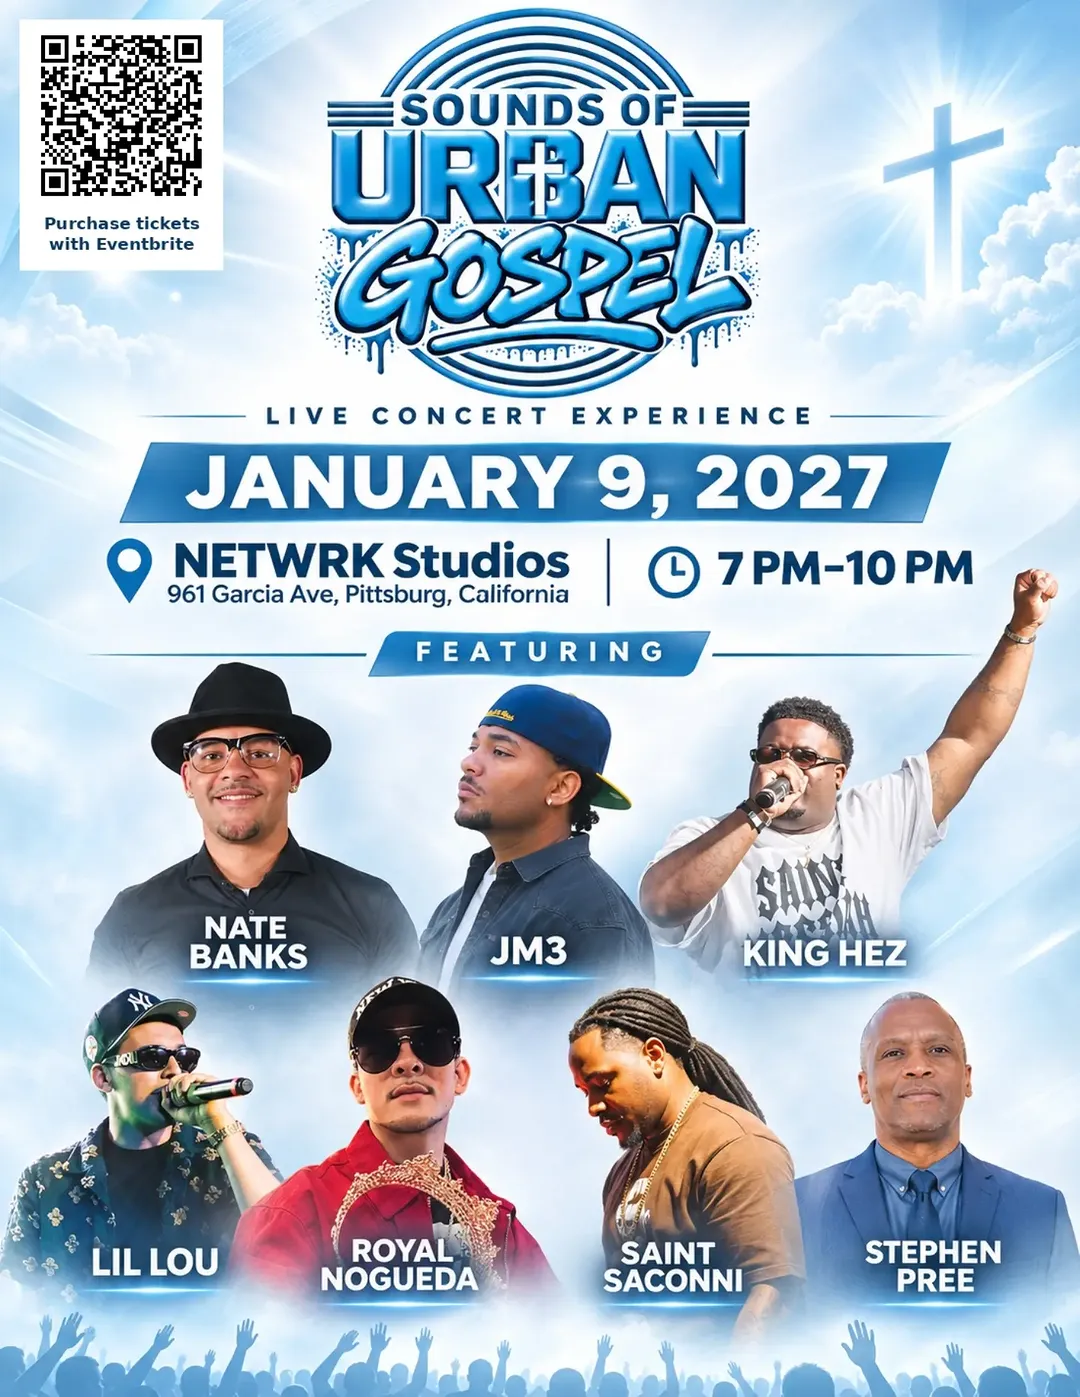 Purchase tickets
with Eventbrite
SOUNDS OF
URBAN
GOSPEL
LIVE CONCERT EXPERIENCE
JANUARY 9, 2027
NETWRK Studios
961 Garcia Ave, Pittsburg, California
7 PM-10 PM
FEATURING
SAINT
NATE
BANKS
JM3
KING HEZ
NY
LIL LOU
ROYAL
NOGUEDA
SAINT
SACONNI
STEPHEN
PREE